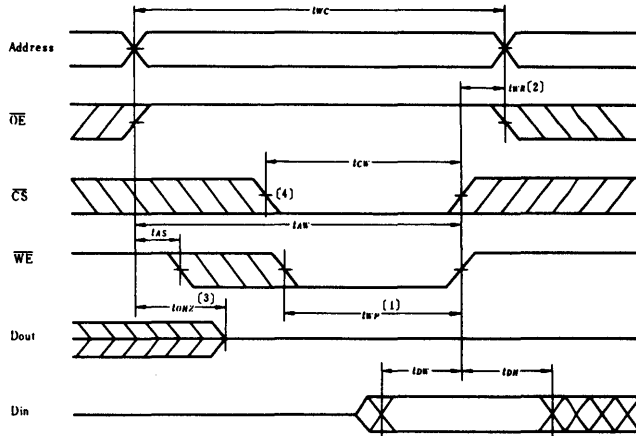 tWC
Address
tWR(2)
OE
tCW
CS
(4)
tAW
tAS
WE
(3)
tOHZ
(1)
tWP
Dout
tDW
tDH
Din